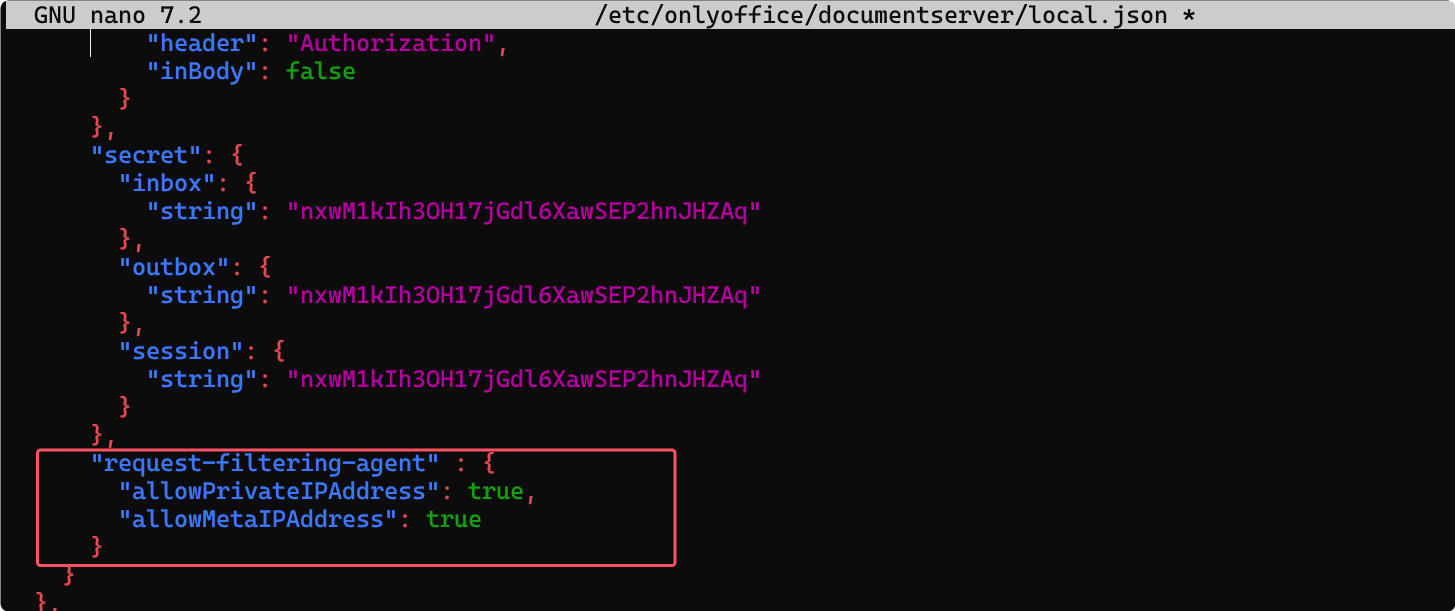 GNU nano 7.2 /etc/onlyoffice/documentserver/local.json *
"header": "Authorization",
"inBody": false
}
},
"secret": {
"inbox": {
"string": "nxwM1kIh3OH17jGdl6XawSEP2hnJHZAq"
},
"outbox": {
"string": "nxwM1kIh3OH17jGdl6XawSEP2hnJHZAq"
},
"session": {
"string": "nxwM1kIh3OH17jGdl6XawSEP2hnJHZAq"
}
},
"request-filtering-agent" : {
"allowPrivateIPAddress": true,
"allowMetaIPAddress": true
}
}
},